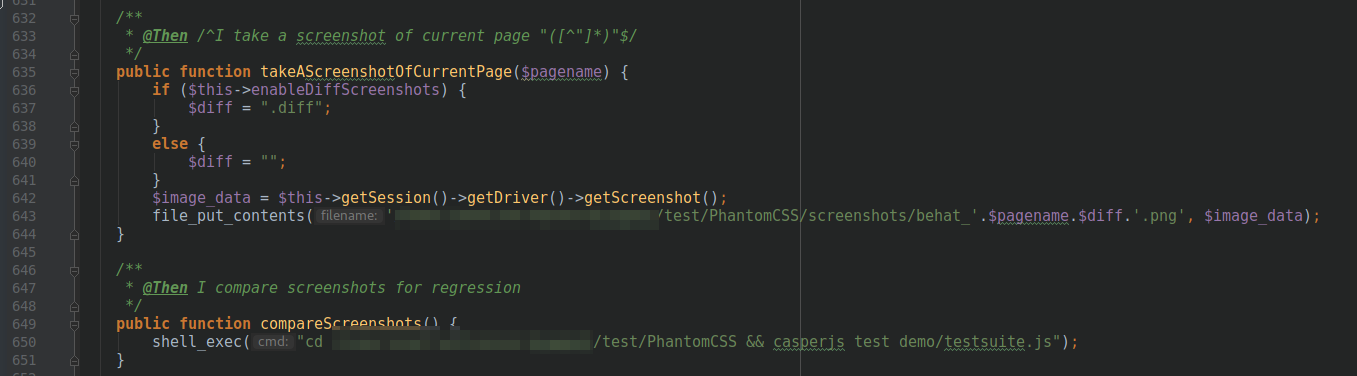 631
632 /**
633 * @Then /^I take a screenshot of current page "([^"]*)"$/
634 */
635 public function takeAScreenshotOfCurrentPage($pagename) {
636 if ($this->enableDiffScreenshots) {
637 $diff = ".diff";
638 }
639 else {
640 $diff = "";
641 }
642 $image_data = $this->getSession()->getDriver()->getScreenshot();
643 file_put_contents( filename: '/test/PhantomCSS/screenshots/behat_'.$pagename.$diff.'.png', $image_data);
644 }
645
646 /**
647 * @Then I compare screenshots for regression
648 */
649 public function compareScreenshots() {
650 shell_exec( cmd: "cd /test/PhantomCSS && casperjs test demo/testsuite.js");
651 }